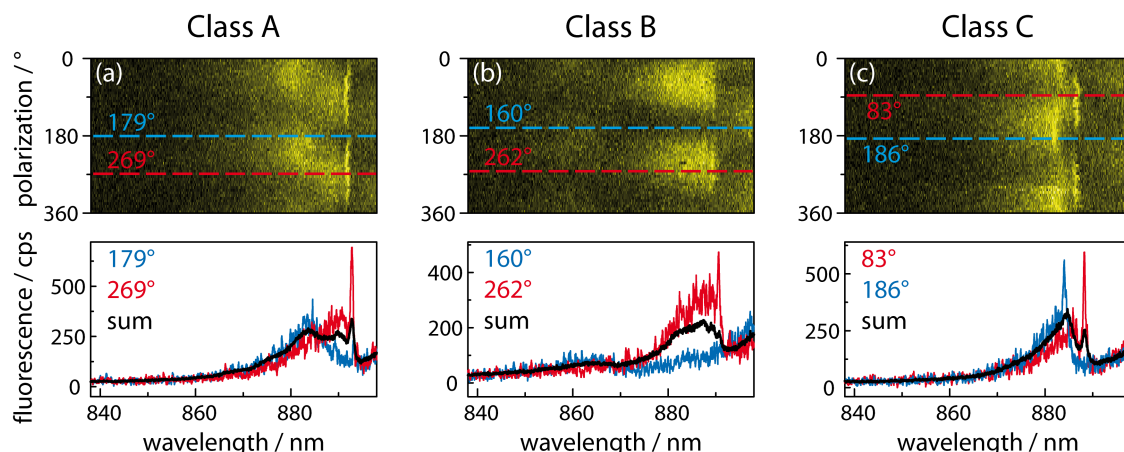 Class A
Class B
Class C
polarization / °
0
180
360
(a)
179°
269°
0
180
360
(b)
160°
262°
0
180
360
(c)
83°
186°
fluorescence / cps
500
250
0
179°
269°
sum
840
860
880
wavelength / nm
400
200
0
160°
262°
sum
840
860
880
wavelength / nm
500
250
0
83°
186°
sum
840
860
880
wavelength / nm